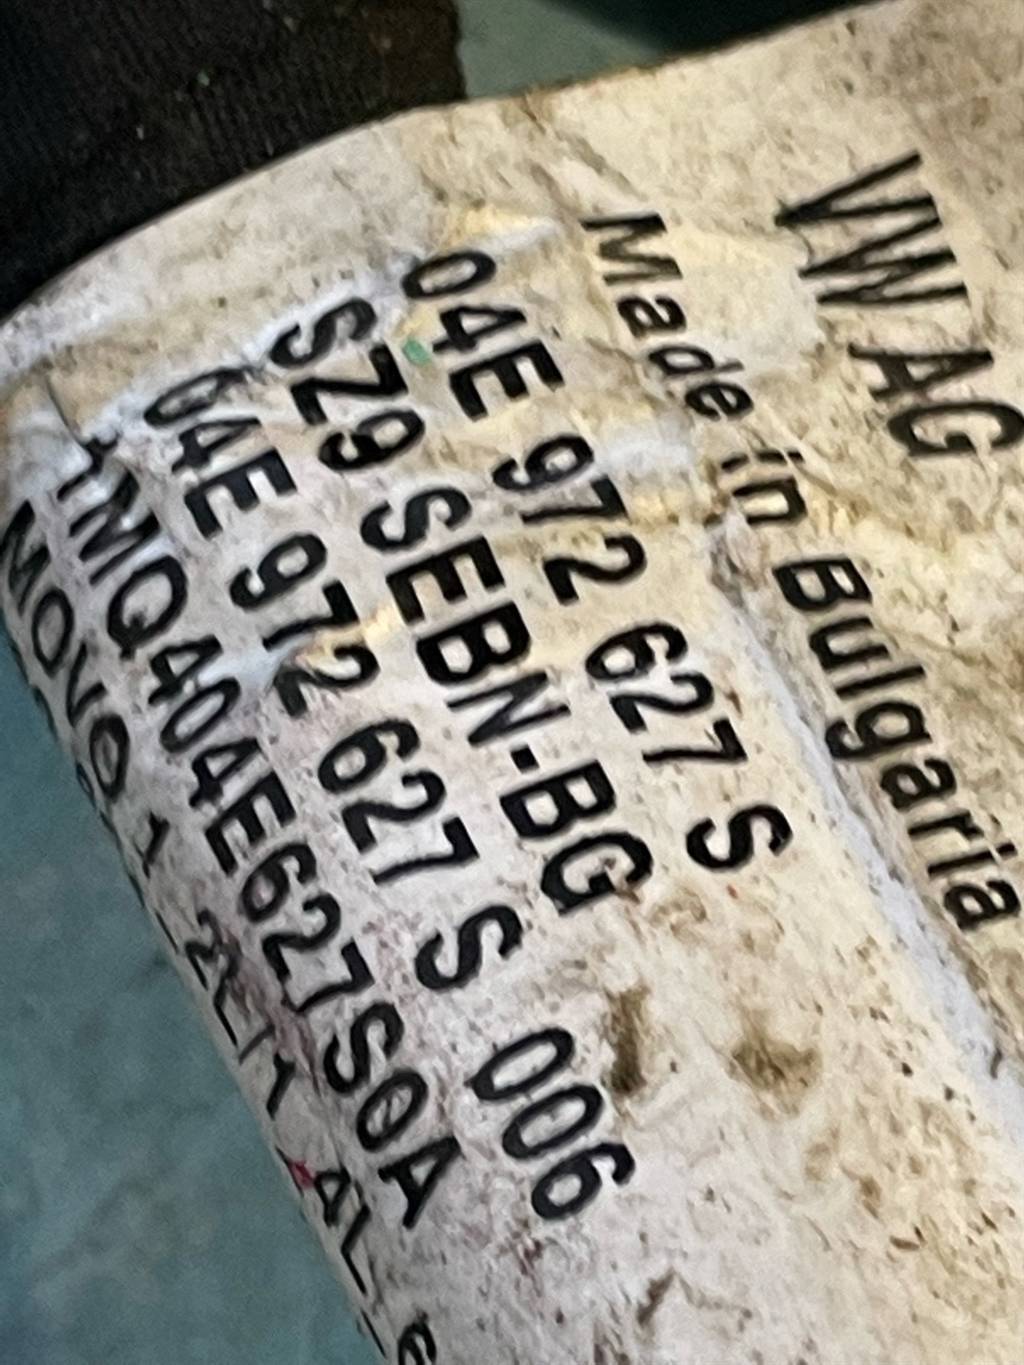 VW AG
Made in Bulgaria
04E 972 627 S
SZ9 SEBN-BG
04E 972 627 S 006
1MQ404E627S0A